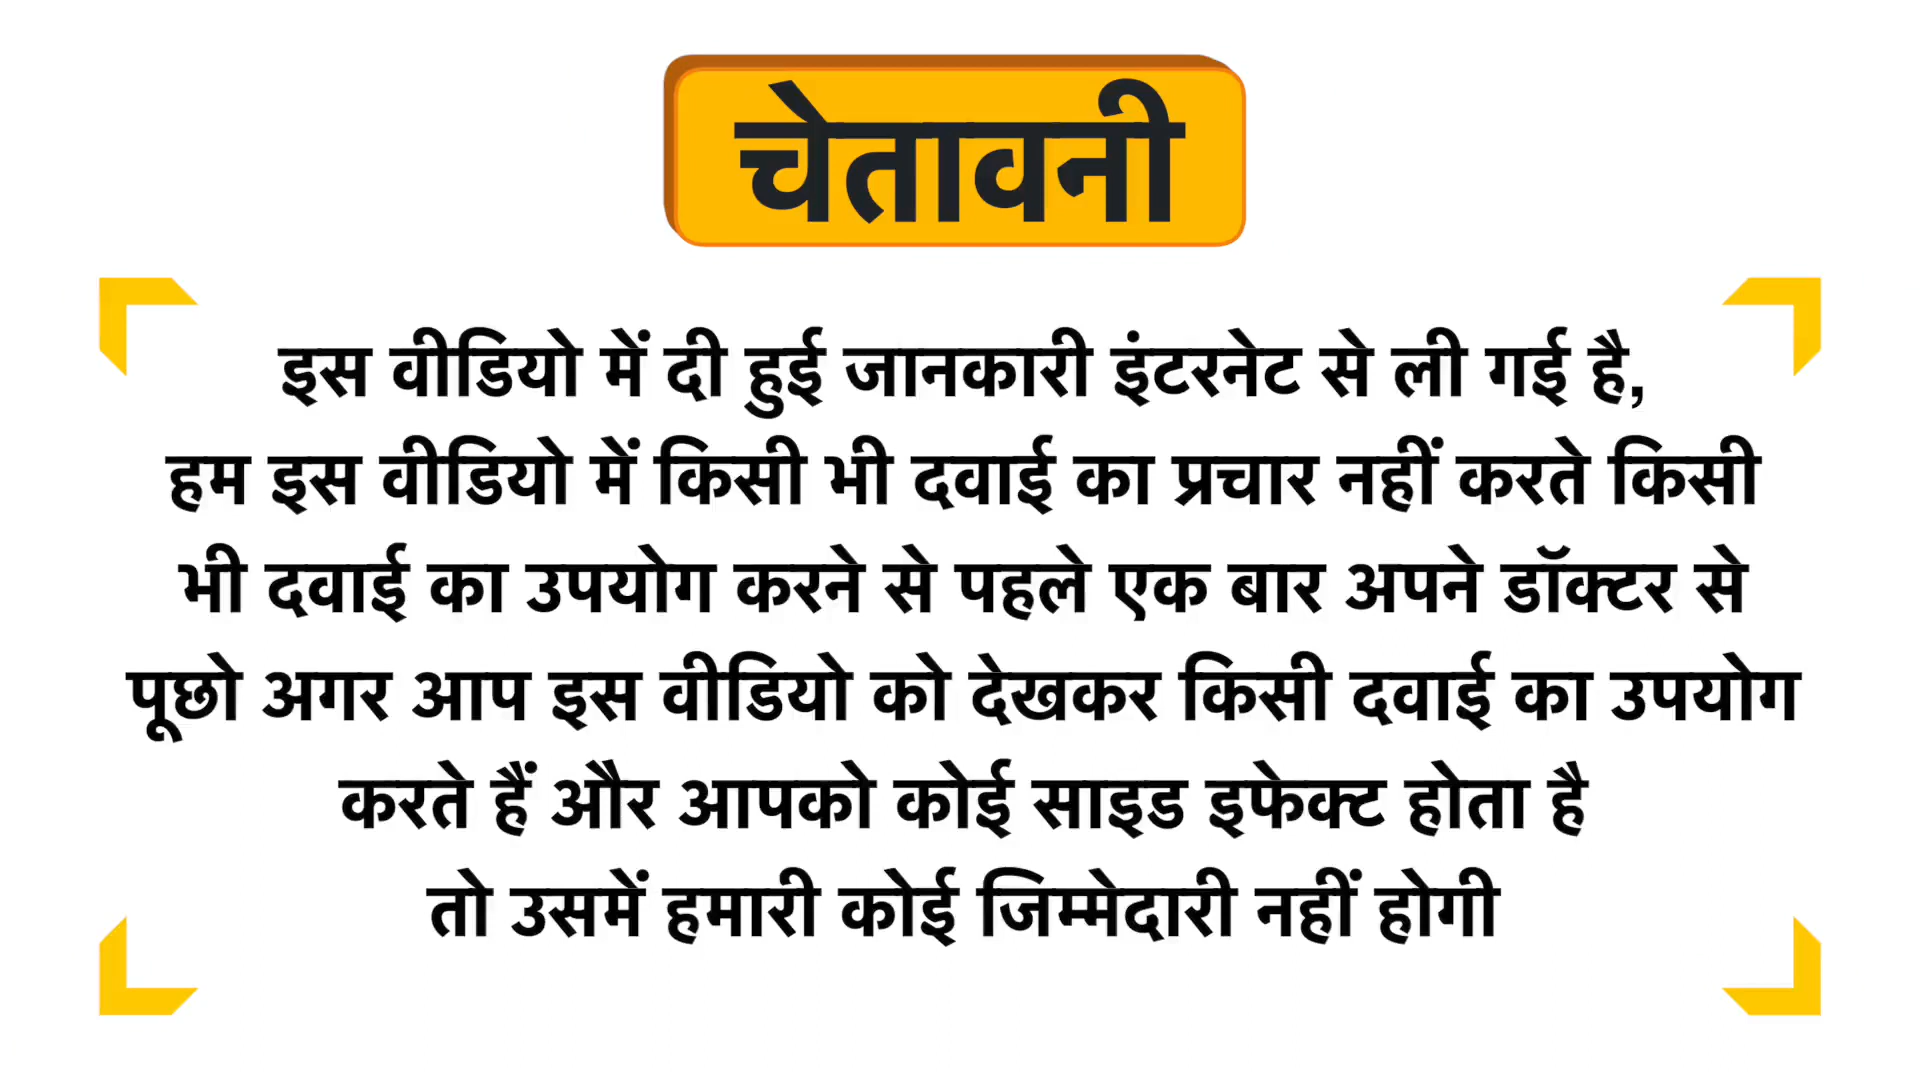 चेतावनी
इस वीडियो में दी हुई जानकारी इंटरनेट से ली गई है,
हम इस वीडियो में किसी भी दवाई का प्रचार नहीं करते किसी
भी दवाई का उपयोग करने से पहले एक बार अपने डॉक्टर से
पूछो अगर आप इस वीडियो को देखकर किसी दवाई का उपयोग
करते हैं और आपको कोई साइड इफेक्ट होता है
तो उसमें हमारी कोई जिम्मेदारी नहीं होगी